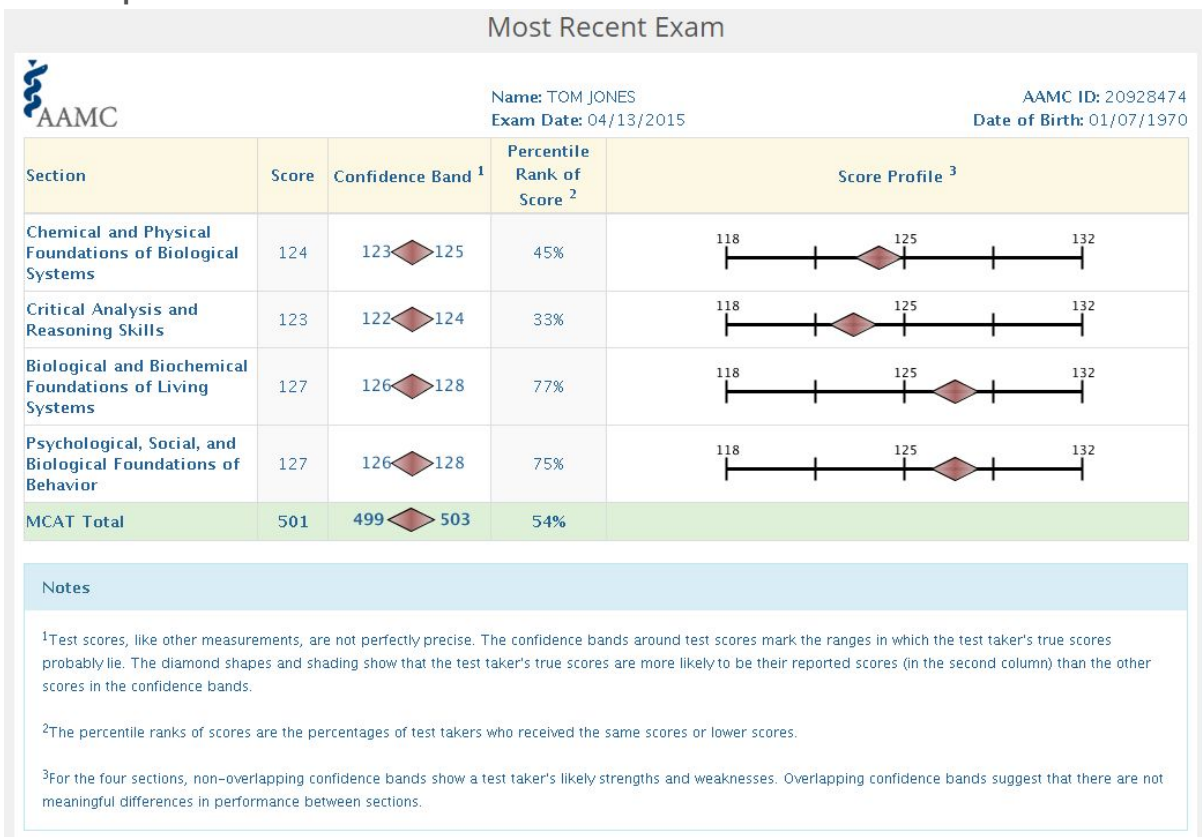 Most Recent Exam
AAMC
Name: TOM JONES
Exam Date: 04/13/2015
AAMC ID: 20928474
Date of Birth: 01/07/1970
Section Score Confidence Band 1 Percentile Rank of Score 2 Score Profile 3
Chemical and Physical
Foundations of Biological
Systems
124 123 125 45% 118 125 132
Critical Analysis and
Reasoning Skills
123 122 124 33% 118 125 132
Biological and Biochemical
Foundations of Living
Systems
127 126 128 77% 118 125 132
Psychological, Social, and
Biological Foundations of
Behavior
127 126 128 75% 118 125 132
MCAT Total 501 499 503 54%
Notes
1Test scores, like other measurements, are not perfectly precise. The confidence bands around test scores mark the ranges in which the test taker's true scores
probably lie. The diamond shapes and shading show that the test taker's true scores are more likely to be their reported scores (in the second column) than the other
scores in the confidence bands.
2The percentile ranks of scores are the percentages of test takers who received the same scores or lower scores.
3For the four sections, non-overlapping confidence bands show a test taker's likely strengths and weaknesses. Overlapping confidence bands suggest that there are not
meaningful differences in performance between sections.